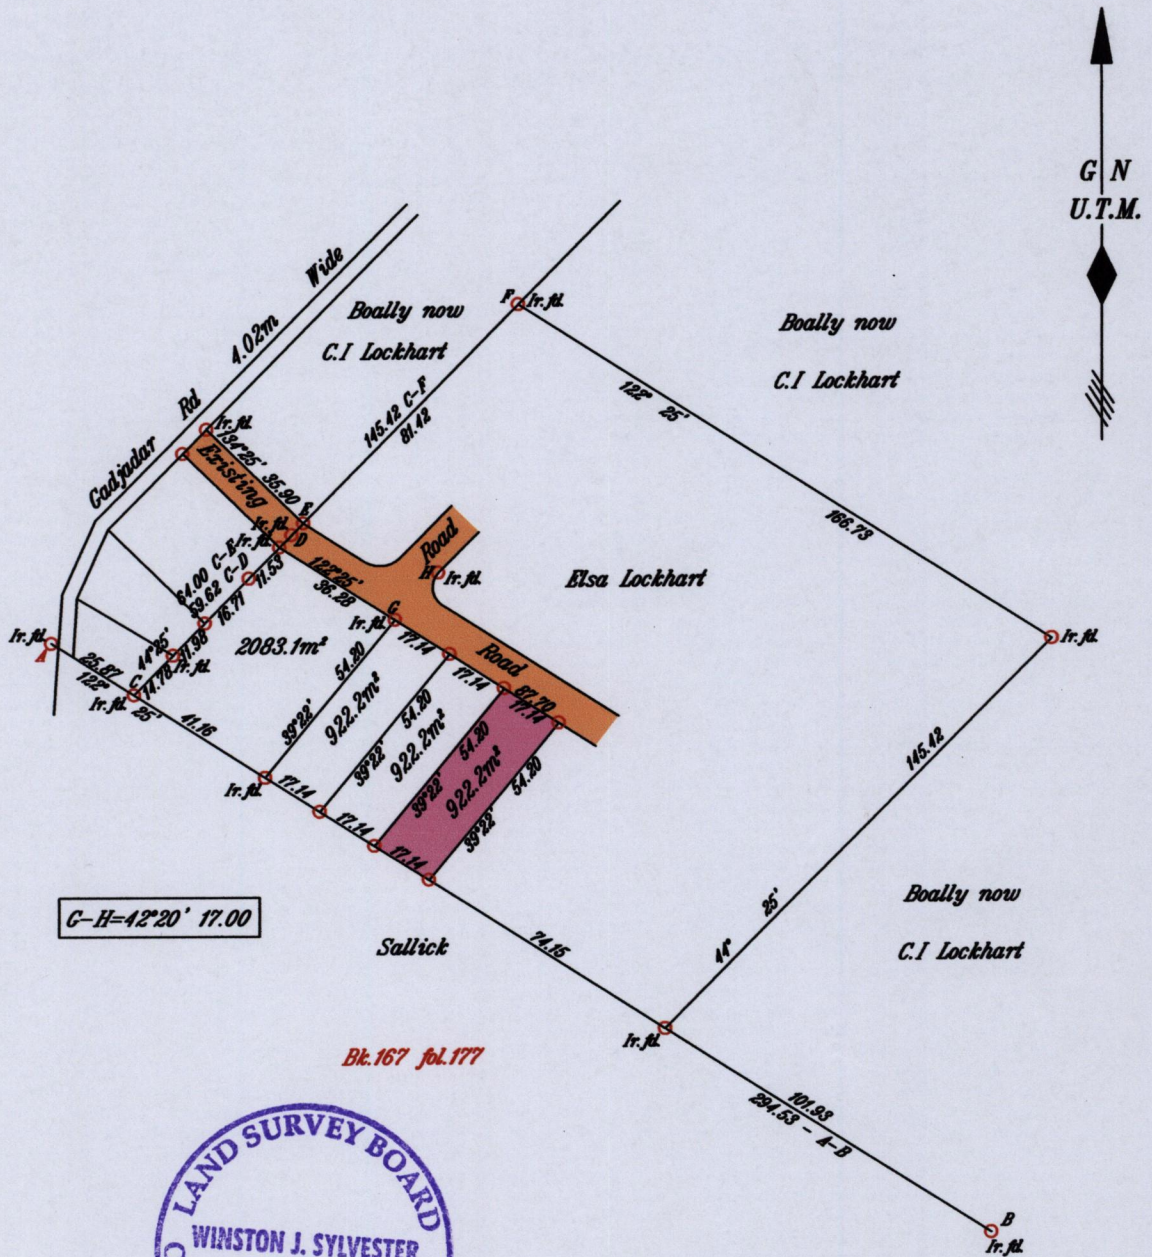 G N
U.T.M.
4.02m Wide
Gadjadar Rd
Boally now
C.I Lockhart
Boally now
C.I Lockhart
F Ir. fd.
122° 25'
166.73
145.42 C-F
81.42
Ir. fd.
134°25' 35.90
Existing
E
Ir. fd.
D
Ir. fd.
64.00 C-E
59.62 C-D
11.53
16.77
11.98
44°25'
14.78
Ir. fd.
122°25'
36.28
Road
H Ir. fd.
Elsa Lockhart
Ir. fd.
G
Ir. fd.
Ir. fd.
A
25.87
122° 25'
C
Ir. fd.
2083.1m²
41.16
17.14
17.14
Road
87.70
17.14
54.20
39°22'
922.2m²
54.20
39°22'
922.2m²
54.20
39°22'
922.2m²
54.20
39°22'
Ir. fd.
17.14
17.14
17.14
145.42
44° 25'
G-H=42°20' 17.00
Sallick
74.15
Boally now
C.I Lockhart
Ir. fd.
Bk.167 fol.177
101.93
294.53 - A-B
B
Ir. fd.
LAND SURVEY BOARD
WINSTON J. SYLVESTER